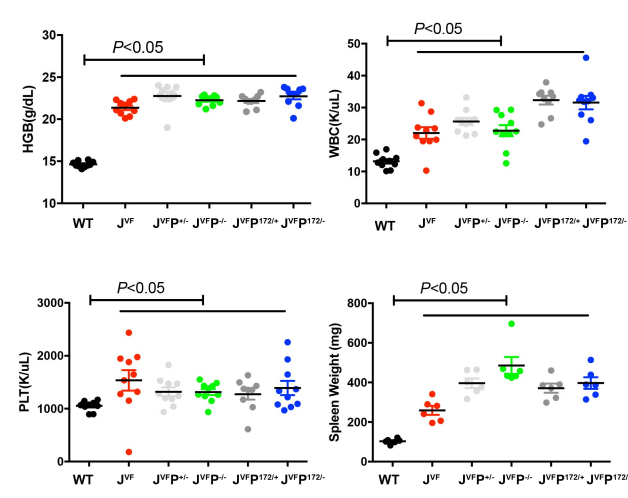 P<0.05
HGB(g/dL)
30
25
20
15
10
WT JVF JVFP+/- JVFP-/- JVFP172/+ JVFP172/-
P<0.05
WBC(K/uL)
50
40
30
20
10
0
WT JVF JVFP+/- JVFP-/- JVFP172/+ JVFP172/-
P<0.05
PLT(K/uL)
3000
2000
1000
0
WT JVF JVFP+/- JVFP-/- JVFP172/+ JVFP172/-
P<0.05
Spleen Weight (mg)
800
600
400
200
0
WT JVF JVFP+/- JVFP-/- JVFP172/+ JVFP172/-